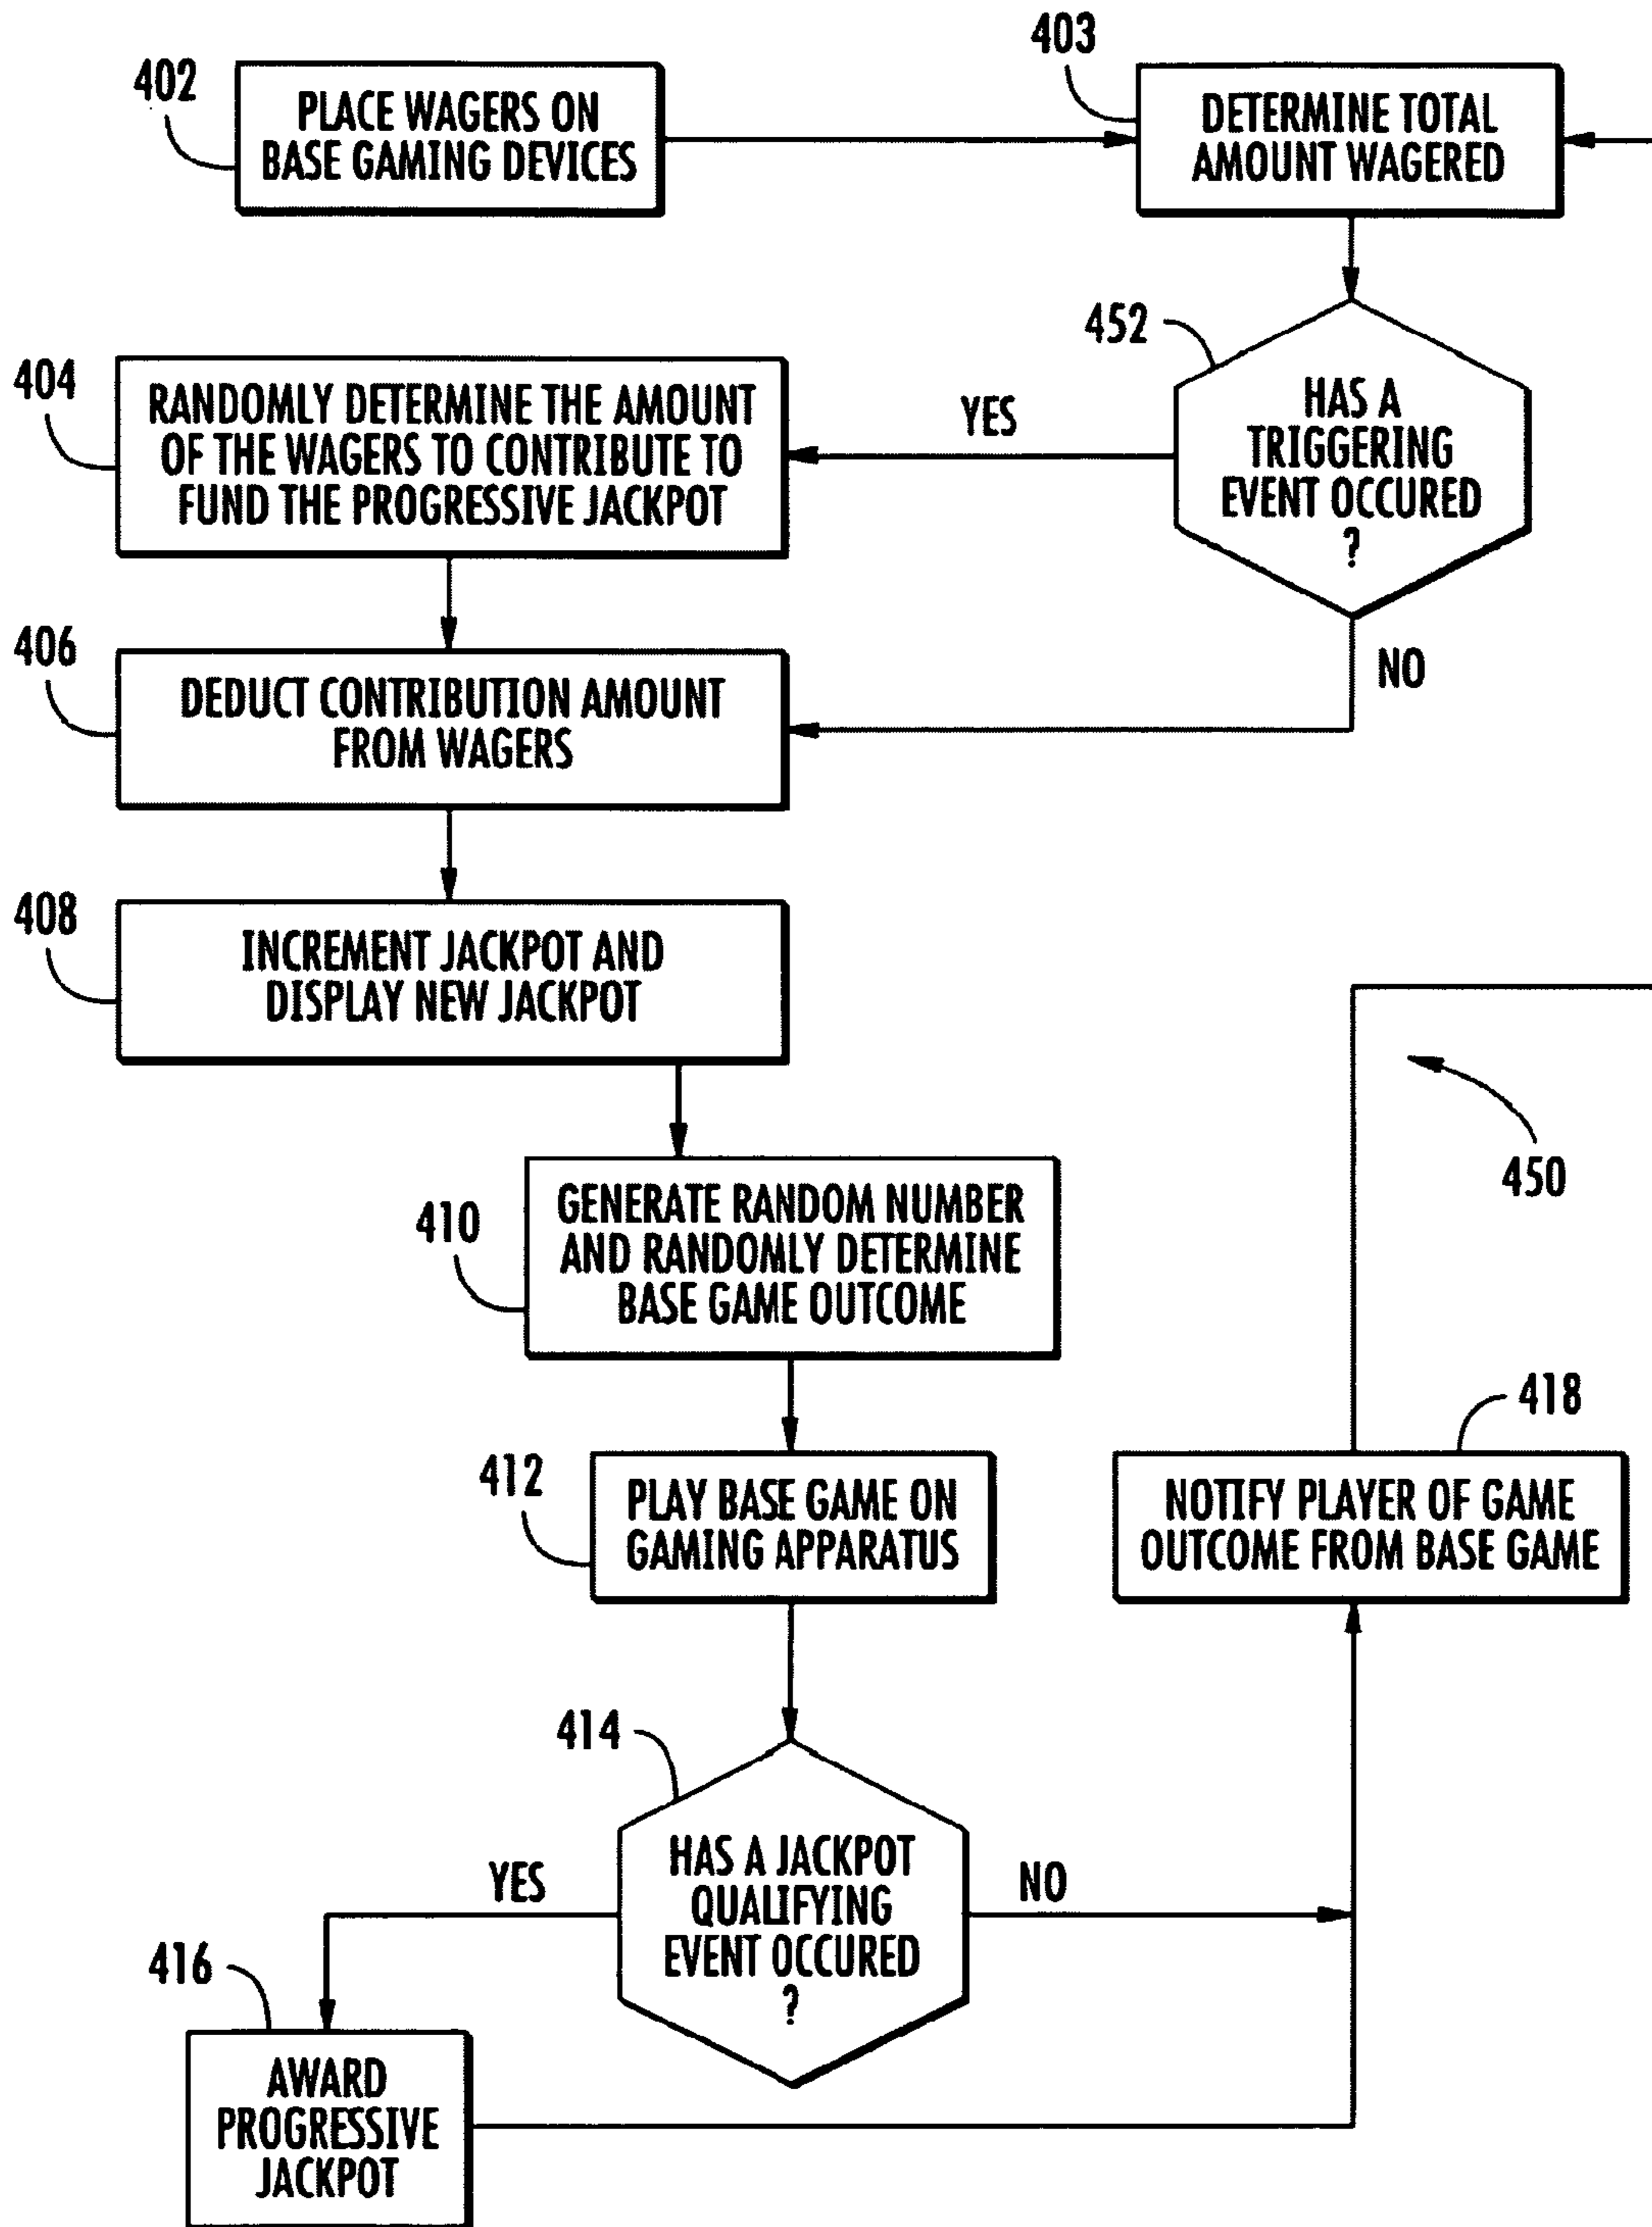 402
PLACE WAGERS ON
BASE GAMING DEVICES
403
DETERMINE TOTAL
AMOUNT WAGERED
452
HAS A
TRIGGERING
EVENT OCCURED
?
YES
NO
404
RANDOMLY DETERMINE THE AMOUNT
OF THE WAGERS TO CONTRIBUTE TO
FUND THE PROGRESSIVE JACKPOT
406
DEDUCT CONTRIBUTION AMOUNT
FROM WAGERS
408
INCREMENT JACKPOT AND
DISPLAY NEW JACKPOT
450
410
GENERATE RANDOM NUMBER
AND RANDOMLY DETERMINE
BASE GAME OUTCOME
412
PLAY BASE GAME ON
GAMING APPARATUS
418
NOTIFY PLAYER OF GAME
OUTCOME FROM BASE GAME
414
HAS A JACKPOT
QUALIFYING
EVENT OCCURED
?
YES
NO
416
AWARD
PROGRESSIVE
JACKPOT